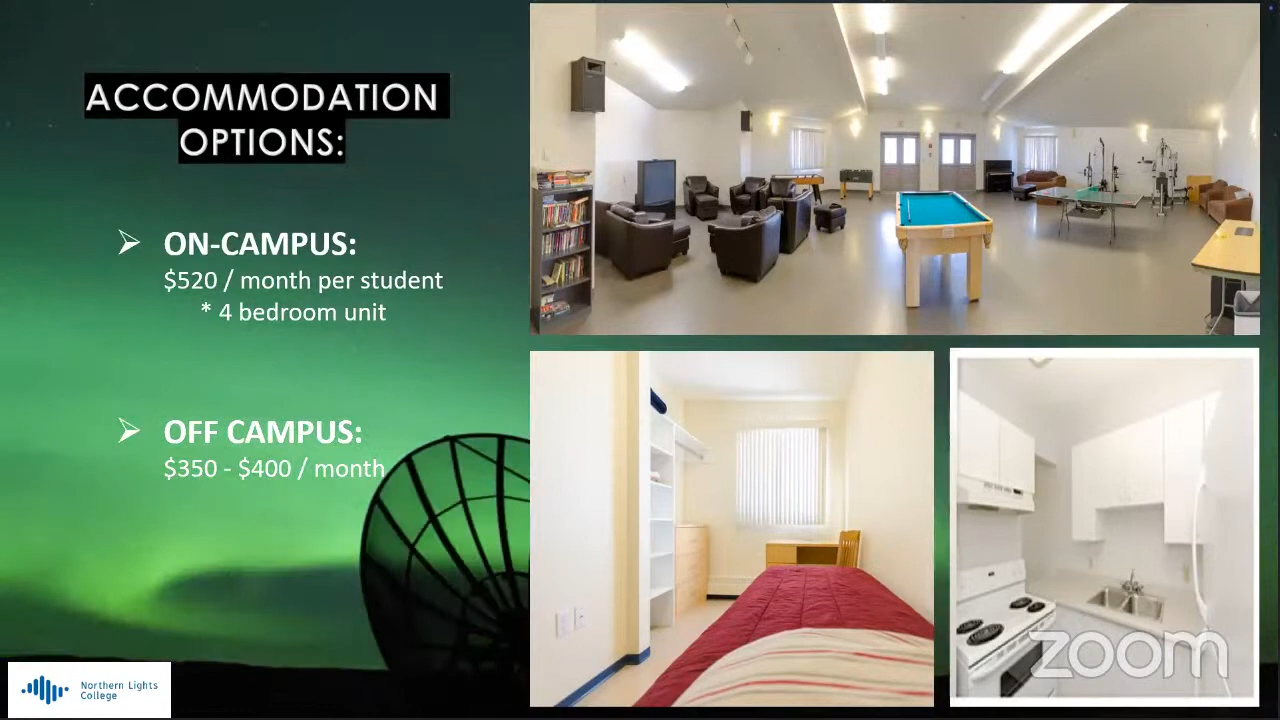 ACCOMMODATION
OPTIONS:
➢ ON-CAMPUS:
$520 / month per student
* 4 bedroom unit
➢ OFF CAMPUS:
$350 - $400 / month
Northern Lights
College
zoom